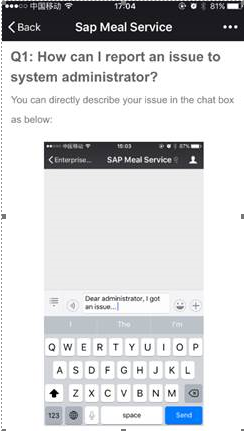 中国移动 17:04 81%
Back Sap Meal Service
Q1: How can I report an issue to
system administrator?
You can directly describe your issue in the chat box
as below:
中国移动 15:03 87%
Enterprise... SAP Meal Service
Dear administrator, I got
an issue...
I The I'm
Q W E R T Y U I O P
A S D F G H J K L
Z X C V B N M
123 space Send